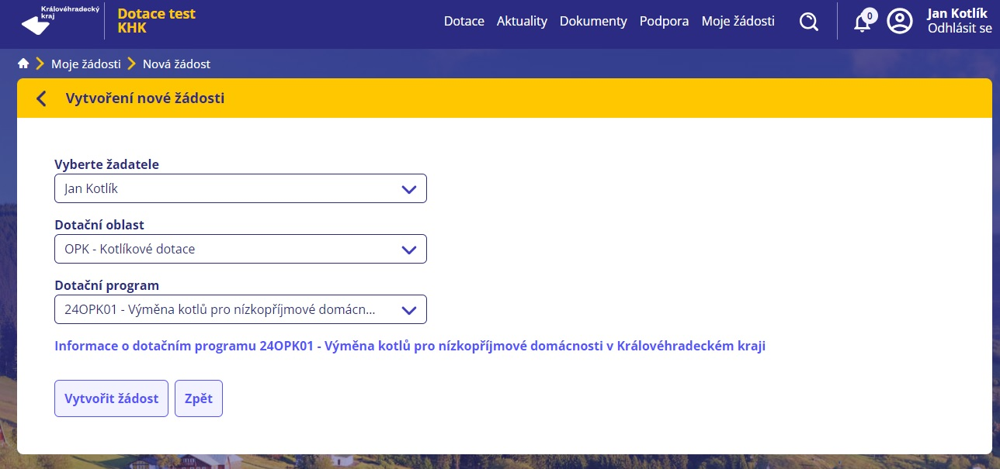 Královéhradecký
kraj
Dotace test
KHK
Dotace Aktuality Dokumenty Podpora Moje žádosti
0
Jan Kotlík
Odhlásit se
Moje žádosti Nová žádost
Vytvoření nové žádosti
Vyberte žadatele
Jan Kotlík
Dotační oblast
OPK - Kotlíkové dotace
Dotační program
24OPK01 - Výměna kotlů pro nízkopříjmové domácn...
Informace o dotačním programu 24OPK01 - Výměna kotlů pro nízkopříjmové domácnosti v Královéhradeckém kraji
Vytvořit žádost Zpět